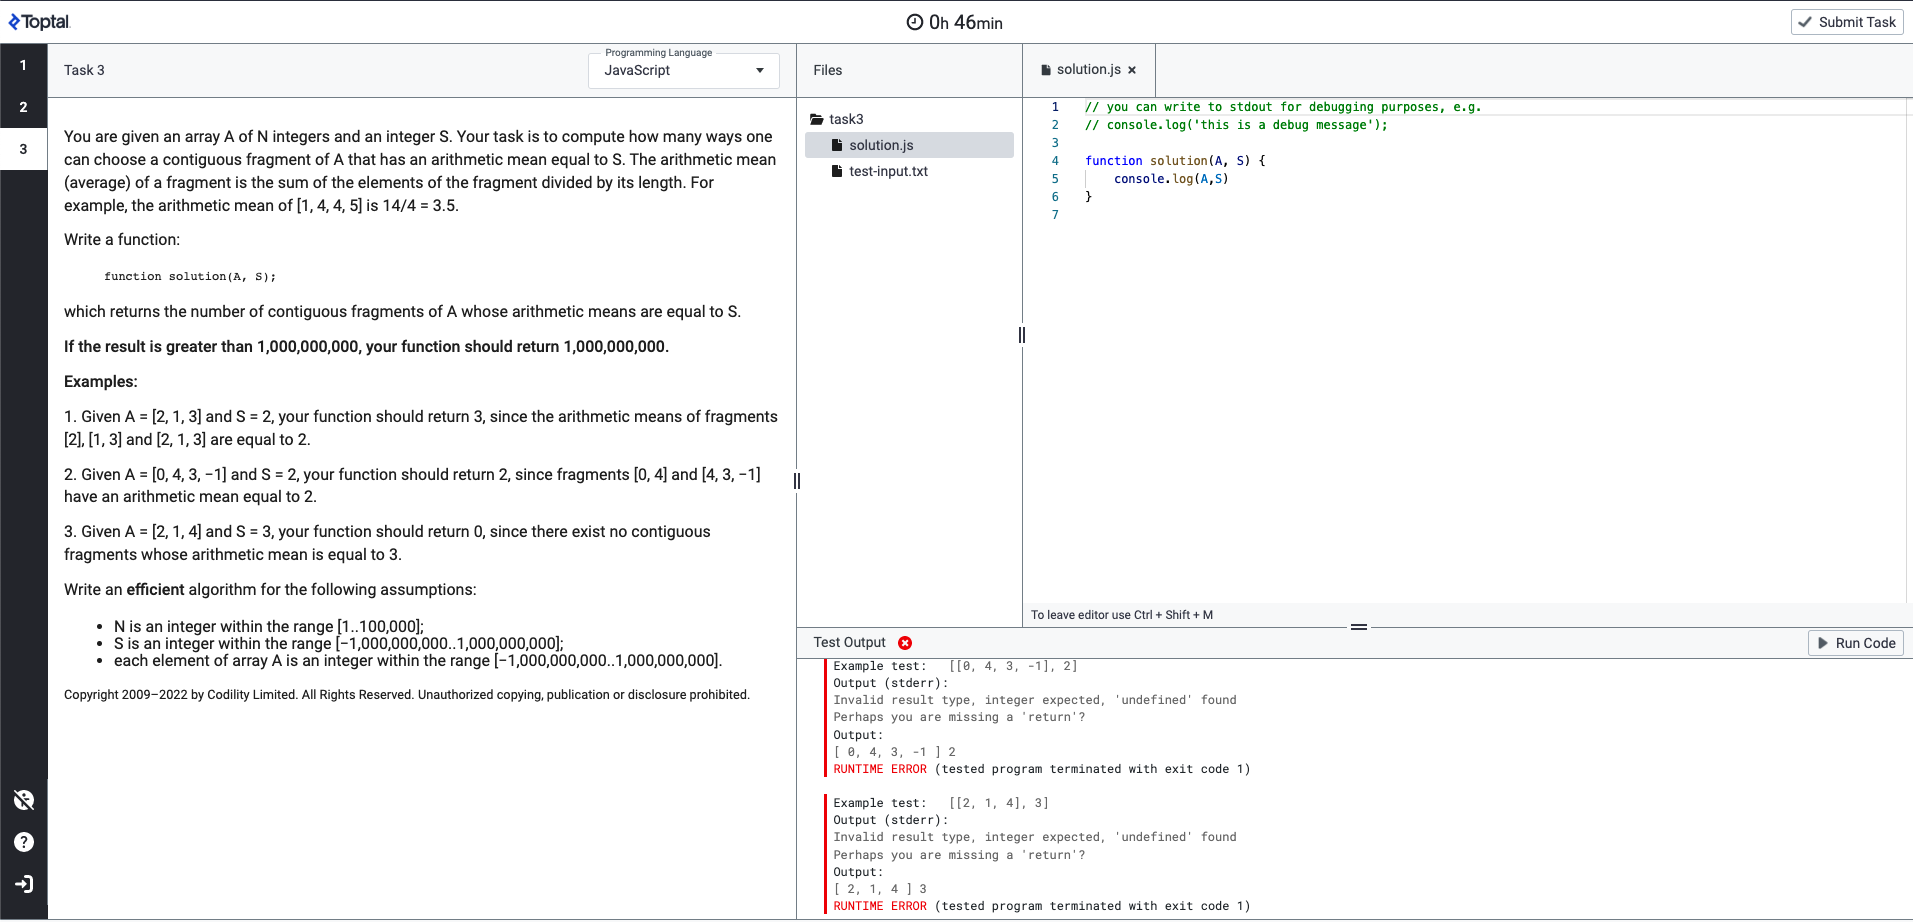 Toptal
0h 46min
Submit Task
1
2
3
Task 3
Programming Language
JavaScript
You are given an array A of N integers and an integer S. Your task is to compute how many ways one
can choose a contiguous fragment of A that has an arithmetic mean equal to S. The arithmetic mean
(average) of a fragment is the sum of the elements of the fragment divided by its length. For
example, the arithmetic mean of [1, 4, 4, 5] is 14/4 = 3.5.
Write a function:
function solution(A, S);
which returns the number of contiguous fragments of A whose arithmetic means are equal to S.
If the result is greater than 1,000,000,000, your function should return 1,000,000,000.
Examples:
1. Given A = [2, 1, 3] and S = 2, your function should return 3, since the arithmetic means of fragments
[2], [1, 3] and [2, 1, 3] are equal to 2.
2. Given A = [0, 4, 3, −1] and S = 2, your function should return 2, since fragments [0, 4] and [4, 3, −1]
have an arithmetic mean equal to 2.
3. Given A = [2, 1, 4] and S = 3, your function should return 0, since there exist no contiguous
fragments whose arithmetic mean is equal to 3.
Write an efficient algorithm for the following assumptions:
• N is an integer within the range [1..100,000];
• S is an integer within the range [−1,000,000,000..1,000,000,000];
• each element of array A is an integer within the range [−1,000,000,000..1,000,000,000].
Copyright 2009–2022 by Codility Limited. All Rights Reserved. Unauthorized copying, publication or disclosure prohibited.
Files
task3
solution.js
test-input.txt
solution.js ×
1 // you can write to stdout for debugging purposes, e.g.
2 // console.log('this is a debug message');
3
4 function solution(A, S) {
5 console.log(A,S)
6 }
7
To leave editor use Ctrl + Shift + M
Test Output
Run Code
Example test: [[0, 4, 3, -1], 2]
Output (stderr):
Invalid result type, integer expected, 'undefined' found
Perhaps you are missing a 'return'?
Output:
[ 0, 4, 3, -1 ] 2
RUNTIME ERROR (tested program terminated with exit code 1)
Example test: [[2, 1, 4], 3]
Output (stderr):
Invalid result type, integer expected, 'undefined' found
Perhaps you are missing a 'return'?
Output:
[ 2, 1, 4 ] 3
RUNTIME ERROR (tested program terminated with exit code 1)